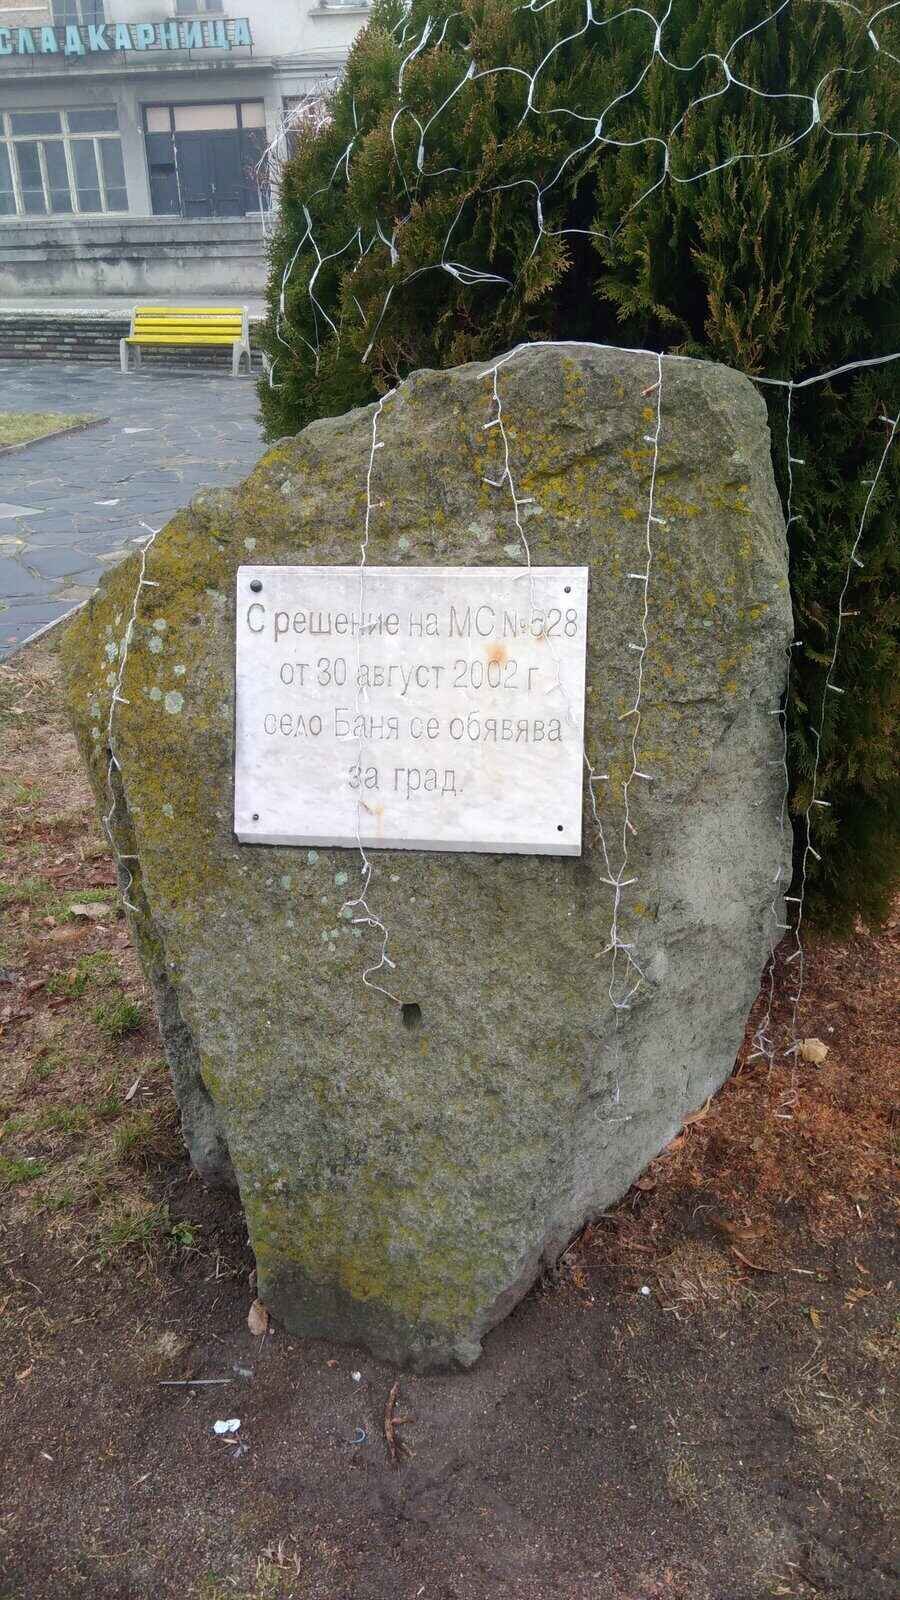 СЛАДКАРНИЦА
С решение на МС №528
от 30 август 2002 г
село Баня се обявява
за град.